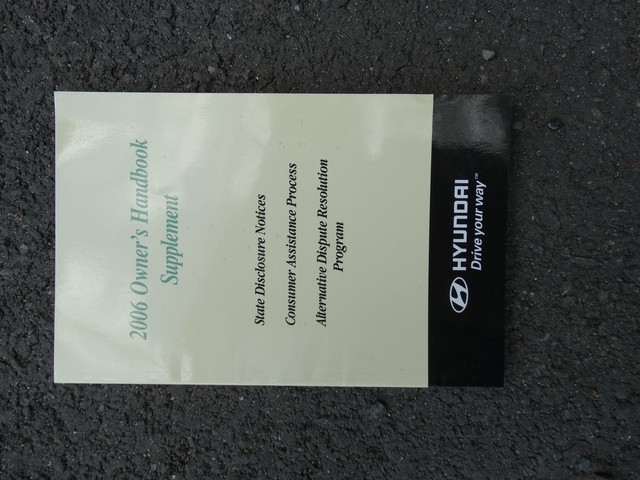 2006 Owner's Handbook
Supplement
State Disclosure Notices
Consumer Assistance Process
Alternative Dispute Resolution
Program
HYUNDAI
Drive your way™